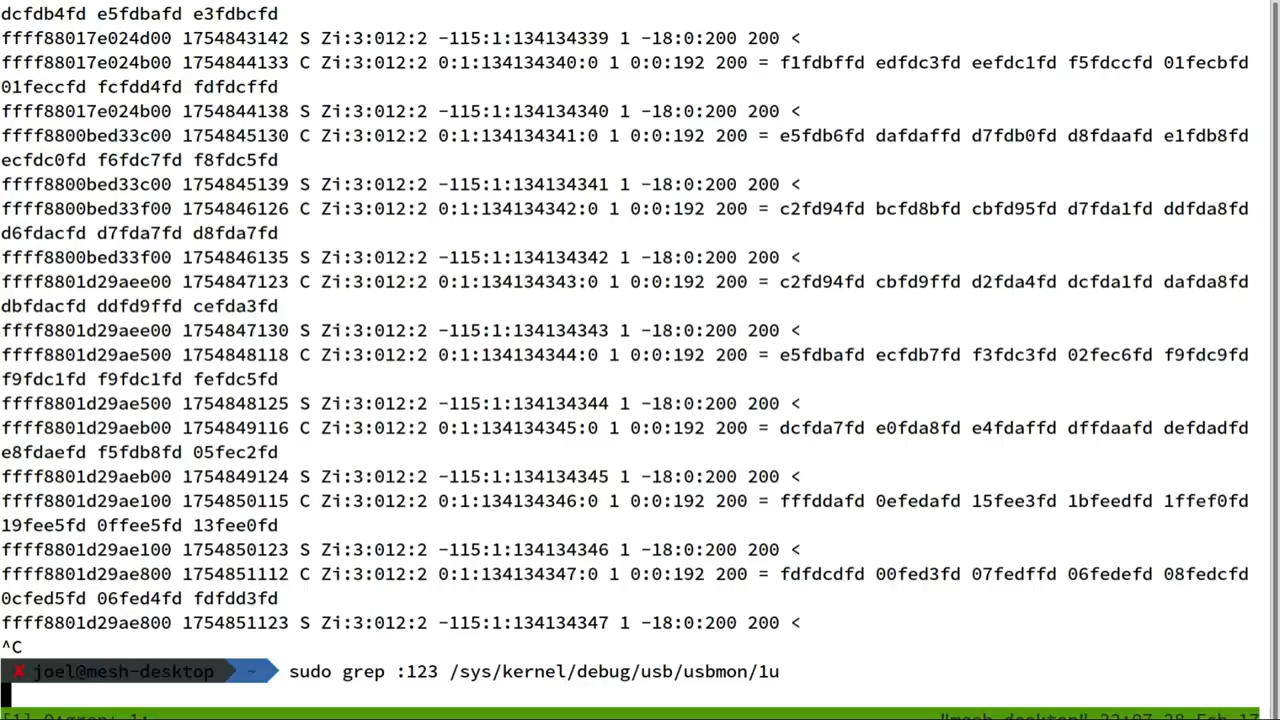 dcfdb4fd e5fdbafd e3fdbcfd
ffff88017e024d00 1754843142 S Zi:3:012:2 -115:1:134134339 1 -18:0:200 200 <
ffff88017e024b00 1754844133 C Zi:3:012:2 0:1:134134340:0 1 0:0:192 200 = f1fdbffd edfdc3fd eefdc1fd f5fdccfd 01fecbfd
01feccfd fcfdd4fd fdfdcffd
ffff88017e024b00 1754844138 S Zi:3:012:2 -115:1:134134340 1 -18:0:200 200 <
ffff8800bed33c00 1754845130 C Zi:3:012:2 0:1:134134341:0 1 0:0:192 200 = e5fdb6fd dafdaffd d7fdb0fd d8fdaafd e1fdb8fd
ecfdc0fd f6fdc7fd f8fdc5fd
ffff8800bed33c00 1754845139 S Zi:3:012:2 -115:1:134134341 1 -18:0:200 200 <
ffff8800bed33f00 1754846126 C Zi:3:012:2 0:1:134134342:0 1 0:0:192 200 = c2fd94fd bcfd8bfd cbfd95fd d7fda1fd ddfda8fd
d6fdacfd d7fda7fd d8fda7fd
ffff8800bed33f00 1754846135 S Zi:3:012:2 -115:1:134134342 1 -18:0:200 200 <
ffff8801d29aee00 1754847123 C Zi:3:012:2 0:1:134134343:0 1 0:0:192 200 = c2fd94fd cbfd9ffd d2fda4fd dcfda1fd dafda8fd
dbfdacfd ddfd9ffd cefda3fd
ffff8801d29aee00 1754847130 S Zi:3:012:2 -115:1:134134343 1 -18:0:200 200 <
ffff8801d29ae500 1754848118 C Zi:3:012:2 0:1:134134344:0 1 0:0:192 200 = e5fdbafd ecfdb7fd f3fdc3fd 02fec6fd f9fdc9fd
f9fdc1fd f9fdc1fd fefdc5fd
ffff8801d29ae500 1754848125 S Zi:3:012:2 -115:1:134134344 1 -18:0:200 200 <
ffff8801d29aeb00 1754849116 C Zi:3:012:2 0:1:134134345:0 1 0:0:192 200 = dcfda7fd e0fda8fd e4fdaffd dffdaafd defdadfd
e8fdaefd f5fdb8fd 05fec2fd
ffff8801d29aeb00 1754849124 S Zi:3:012:2 -115:1:134134345 1 -18:0:200 200 <
ffff8801d29ae100 1754850115 C Zi:3:012:2 0:1:134134346:0 1 0:0:192 200 = fffddafd 0efedafd 15fee3fd 1bfeedfd 1ffef0fd
19fee5fd 0ffee5fd 13fee0fd
ffff8801d29ae100 1754850123 S Zi:3:012:2 -115:1:134134346 1 -18:0:200 200 <
ffff8801d29ae800 1754851112 C Zi:3:012:2 0:1:134134347:0 1 0:0:192 200 = fdfdcdfd 00fed3fd 07fedffd 06fedefd 08fedcfd
0cfed5fd 06fed4fd fdfdd3fd
ffff8801d29ae800 1754851123 S Zi:3:012:2 -115:1:134134347 1 -18:0:200 200 <
^C
✘ joel@mesh-desktop ~ sudo grep :123 /sys/kernel/debug/usb/usbmon/1u
[1] 0:grep* 1: "mesh-desktop" 22:07 28-Feb-17